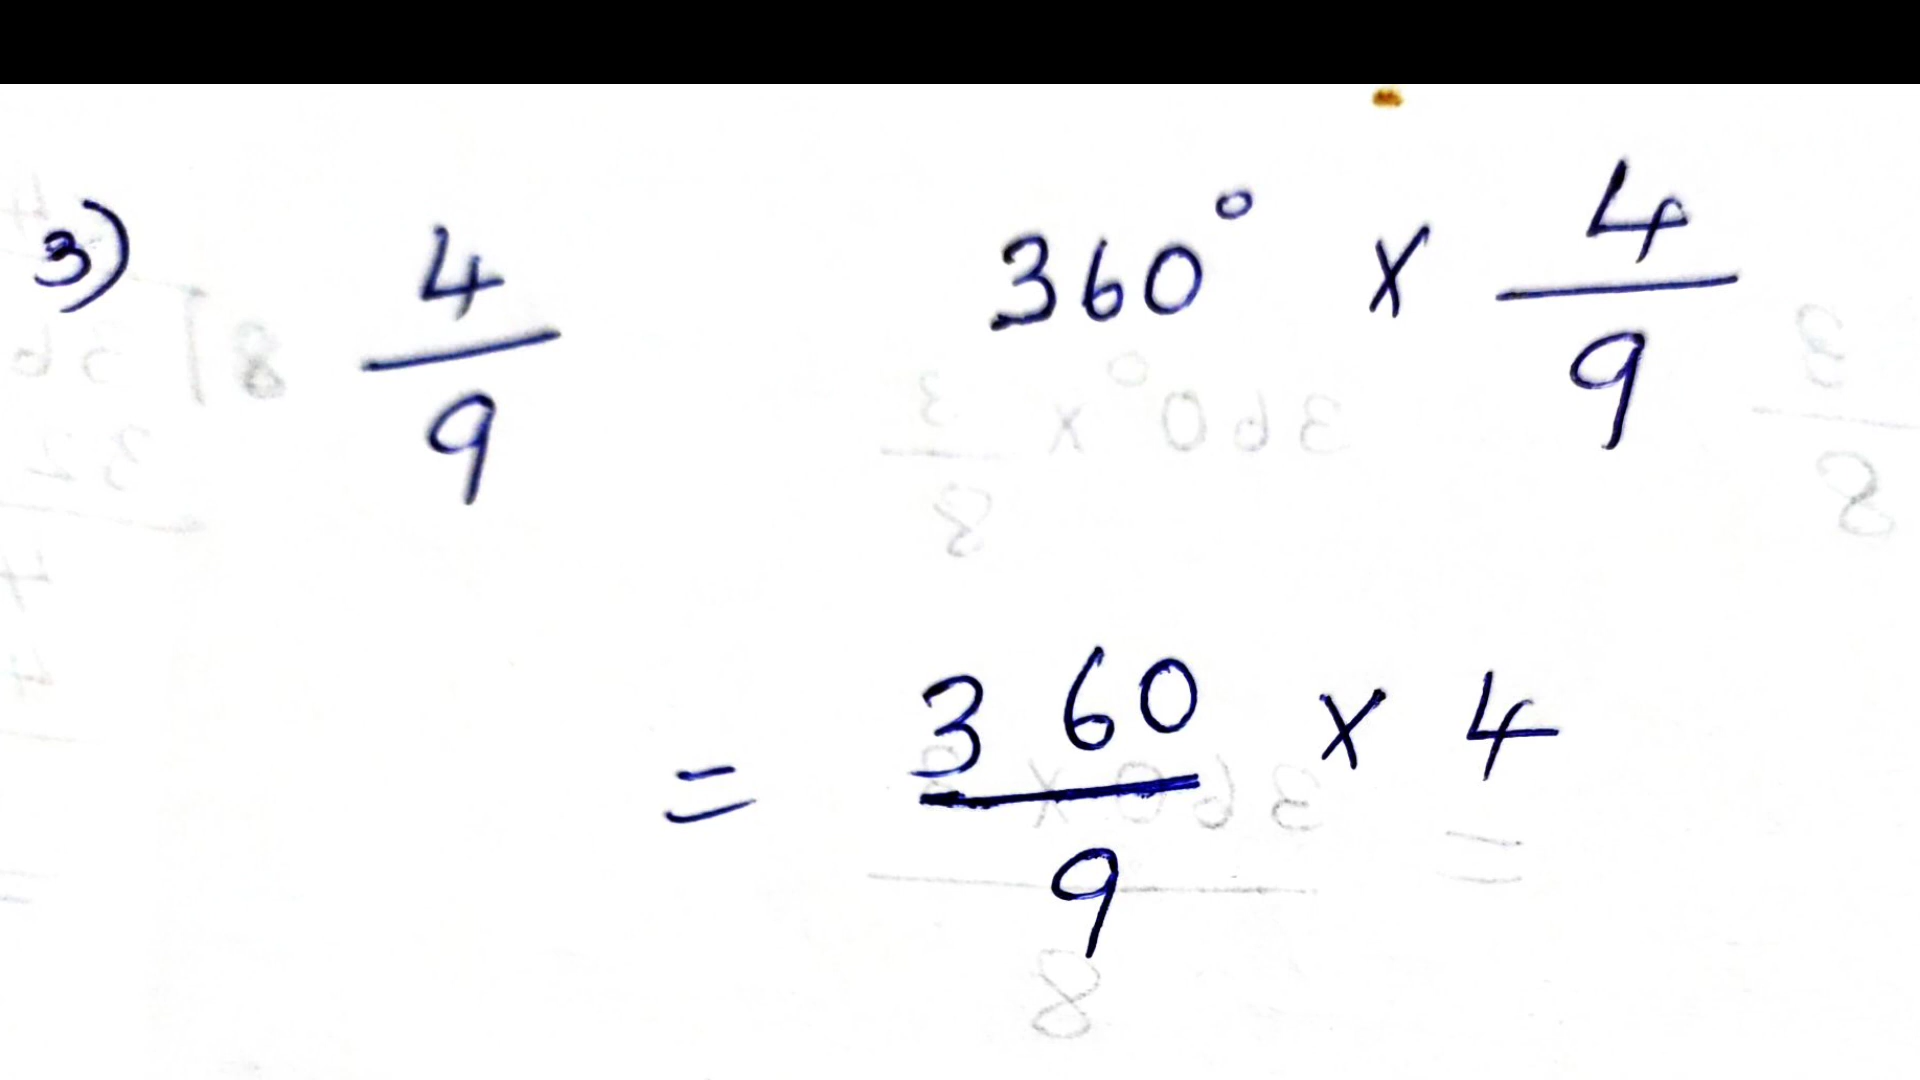 3) 4/9 360° × 4/9
= 360/9 × 4